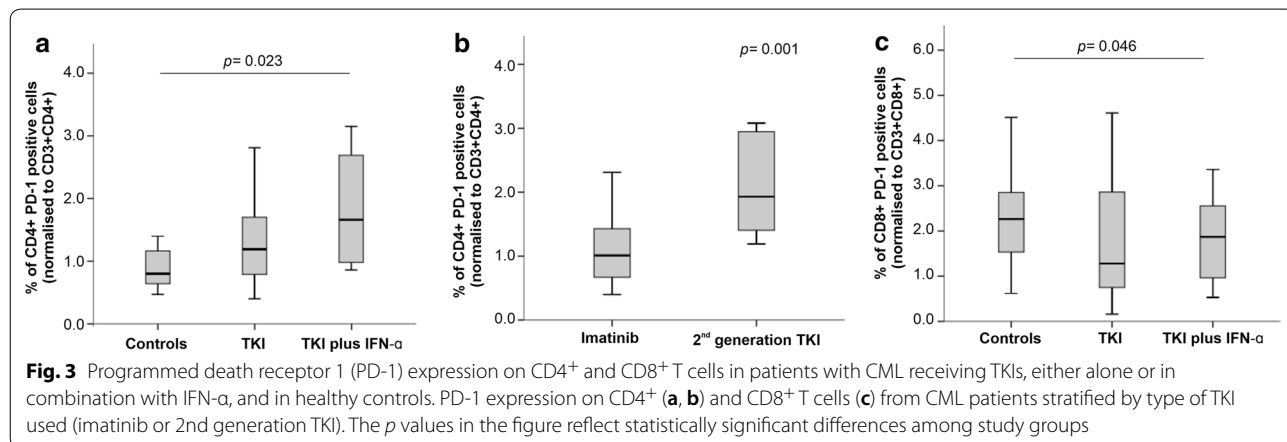 a
% of CD4+ PD-1 positive cells
(normalised to CD3+CD4+)
4.0
3.0
2.0
1.0
0.0
p= 0.023
Controls
TKI
TKI plus IFN-α
b
% of CD4+ PD-1 positive cells
(normalised to CD3+CD4+)
4.0
3.0
2.0
1.0
0.0
p= 0.001
Imatinib
2nd generation TKI
c
% of CD8+ PD-1 positive cells
(normalised to CD3+CD8+)
6.0
5.0
4.0
3.0
2.0
1.0
0.0
p= 0.046
Controls
TKI
TKI plus IFN-α
Fig. 3 Programmed death receptor 1 (PD-1) expression on CD4+ and CD8+ T cells in patients with CML receiving TKIs, either alone or in
combination with IFN-α, and in healthy controls. PD-1 expression on CD4+ (a, b) and CD8+ T cells (c) from CML patients stratified by type of TKI
used (imatinib or 2nd generation TKI). The p values in the figure reflect statistically significant differences among study groups